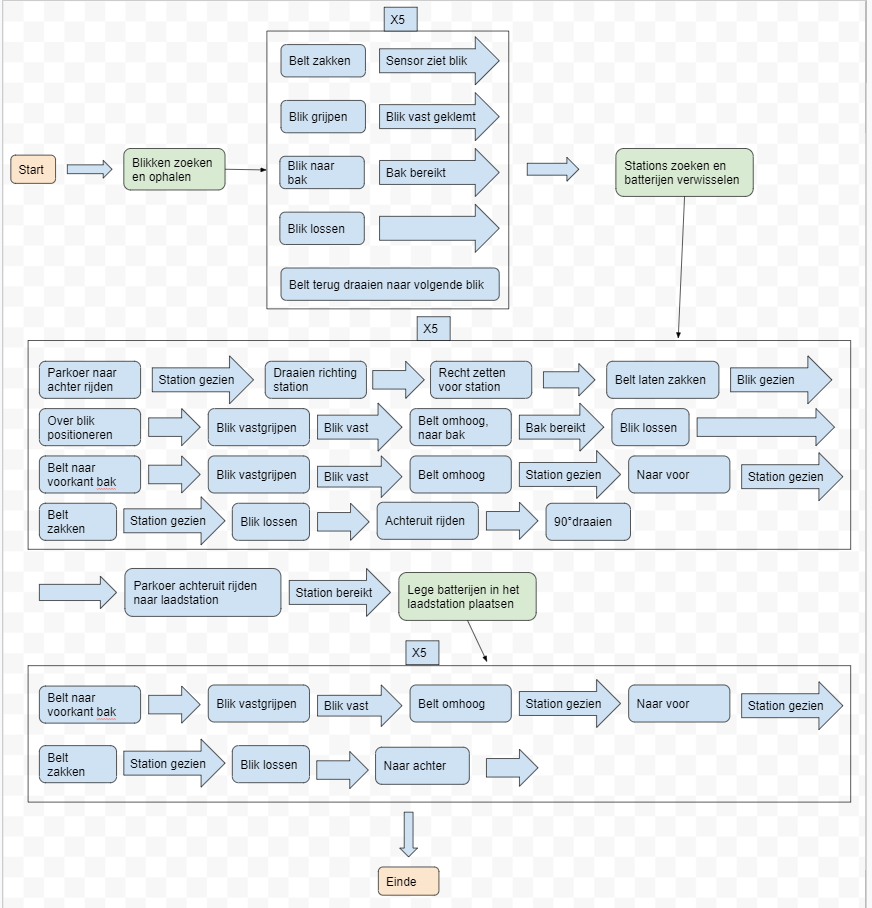 X5
Belt zakken
Sensor ziet blik
Blik grijpen
Blik vast geklemt
Start
Blikken zoeken
en ophalen
Blik naar
bak
Bak bereikt
Stations zoeken en
batterijen verwisselen
Blik lossen
Belt terug draaien naar volgende blik
X5
Parkoer naar
achter rijden
Station gezien
Draaien richting
station
Recht zetten
voor station
Belt laten zakken
Blik gezien
Over blik
positioneren
Blik vastgrijpen
Blik vast
Belt omhoog,
naar bak
Bak bereikt
Blik lossen
Belt naar
voorkant bak
Blik vastgrijpen
Blik vast
Belt omhoog
Station gezien
Naar voor
Station gezien
Belt
zakken
Station gezien
Blik lossen
Achteruit rijden
90°draaien
Parkoer achteruit rijden
naar laadstation
Station bereikt
Lege batterijen in het
laadstation plaatsen
X5
Belt naar
voorkant bak
Blik vastgrijpen
Blik vast
Belt omhoog
Station gezien
Naar voor
Station gezien
Belt
zakken
Station gezien
Blik lossen
Naar achter
Einde